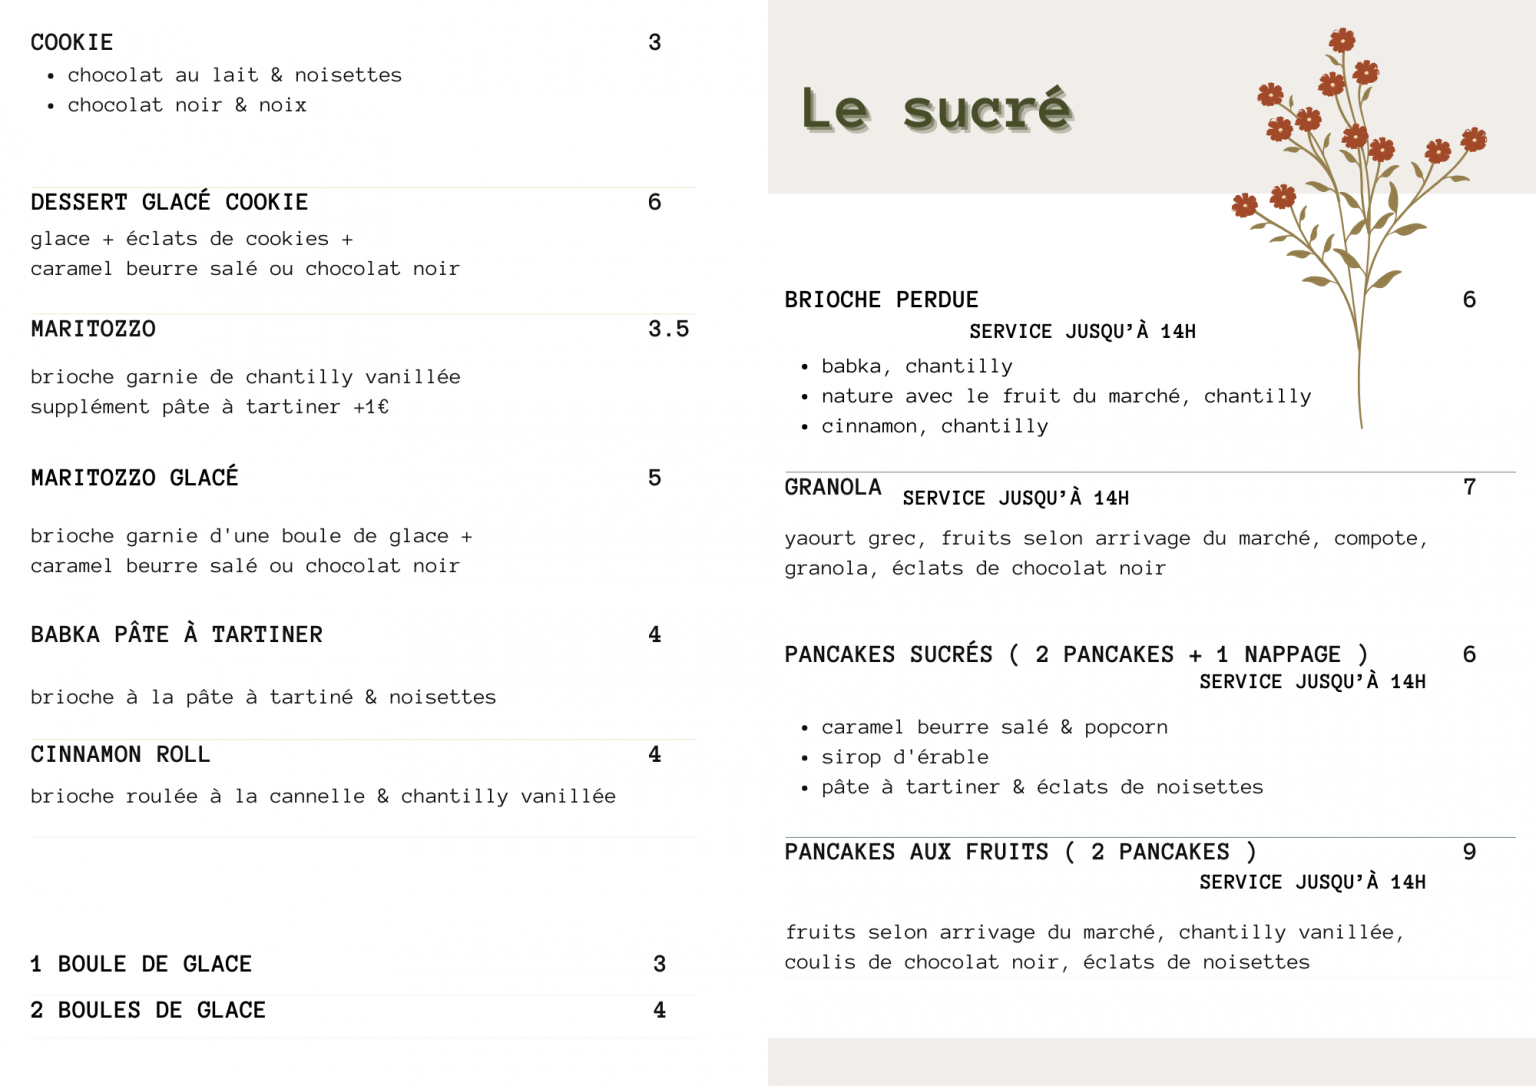 COOKIE 3
• chocolat au lait & noisettes
• chocolat noir & noix
DESSERT GLACÉ COOKIE 6
glace + éclats de cookies +
caramel beurre salé ou chocolat noir
MARITOZZO 3.5
brioche garnie de chantilly vanillée
supplément pâte à tartiner +1€
MARITOZZO GLACÉ 5
brioche garnie d'une boule de glace +
caramel beurre salé ou chocolat noir
BABKA PÂTE À TARTINER 4
brioche à la pâte à tartiné & noisettes
CINNAMON ROLL 4
brioche roulée à la cannelle & chantilly vanillée
1 BOULE DE GLACE 3
2 BOULES DE GLACE 4
Le sucré
BRIOCHE PERDUE 6
SERVICE JUSQU'À 14H
• babka, chantilly
• nature avec le fruit du marché, chantilly
• cinnamon, chantilly
GRANOLA 7
SERVICE JUSQU'À 14H
yaourt grec, fruits selon arrivage du marché, compote,
granola, éclats de chocolat noir
PANCAKES SUCRÉS ( 2 PANCAKES + 1 NAPPAGE ) 6
SERVICE JUSQU'À 14H
• caramel beurre salé & popcorn
• sirop d'érable
• pâte à tartiner & éclats de noisettes
PANCAKES AUX FRUITS ( 2 PANCAKES ) 9
SERVICE JUSQU'À 14H
fruits selon arrivage du marché, chantilly vanillée,
coulis de chocolat noir, éclats de noisettes